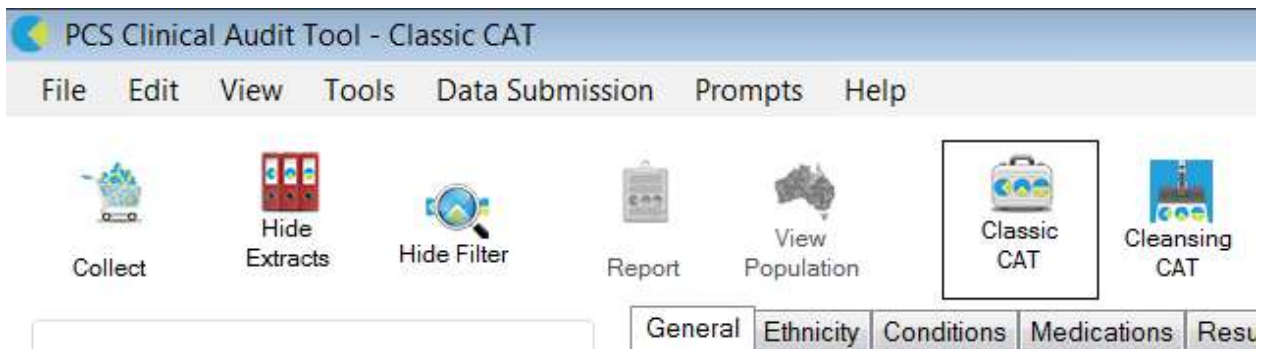 PCS Clinical Audit Tool - Classic CAT
File Edit View Tools Data Submission Prompts Help
Collect
Hide
Extracts
Hide Filter
Report
View
Population
Classic
CAT
Cleansing
CAT
General Ethnicity Conditions Medications Resu